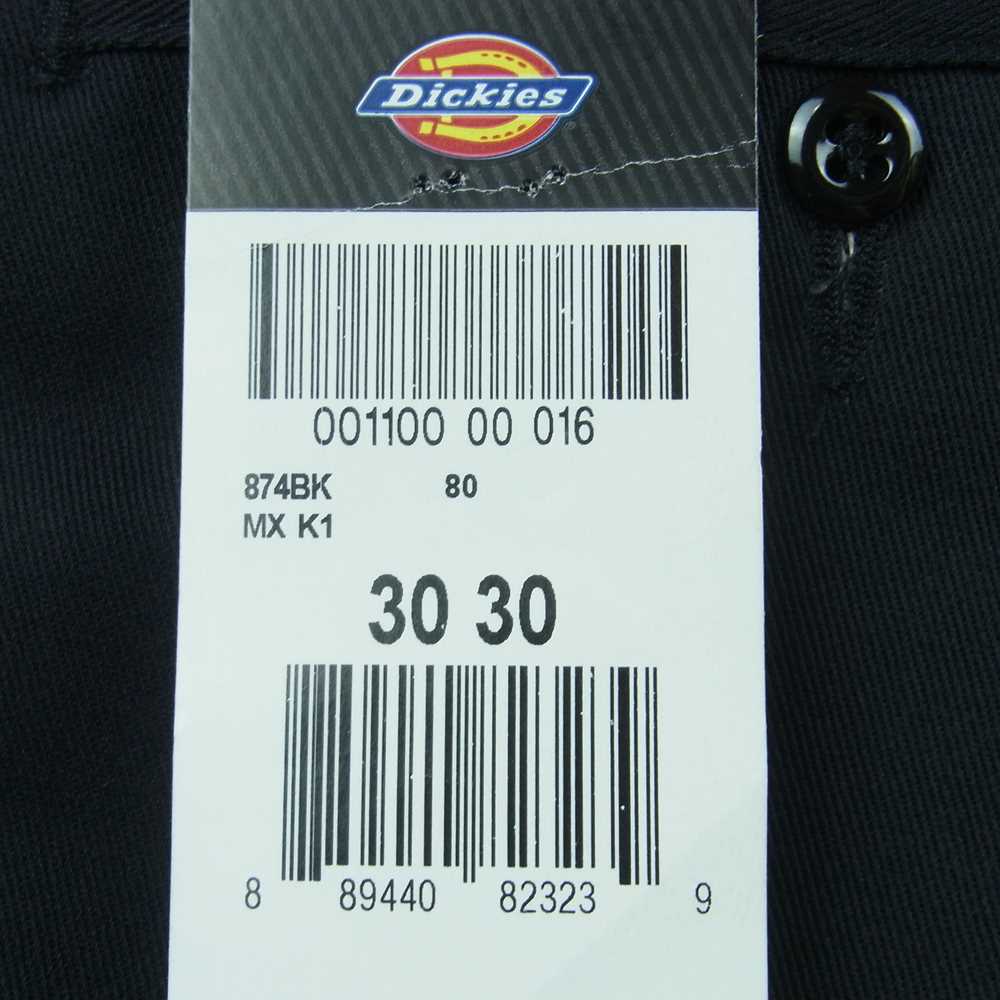 Dickies
001100 00 016
874BK 80
MX K1
30 30
8 89440 82323 9